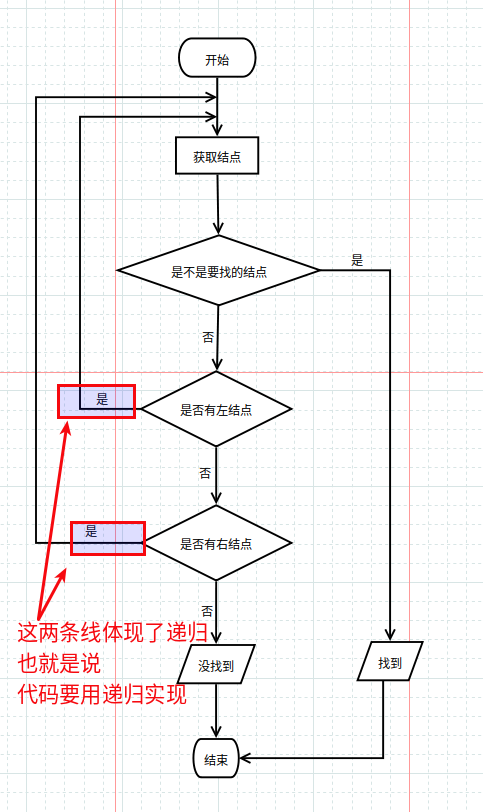 开始
获取结点
是不是要找的结点
是
否
是否有左结点
是
否
是否有右结点
是
否
这两条线体现了递归
也就是说
代码要用递归实现
没找到
找到
结束